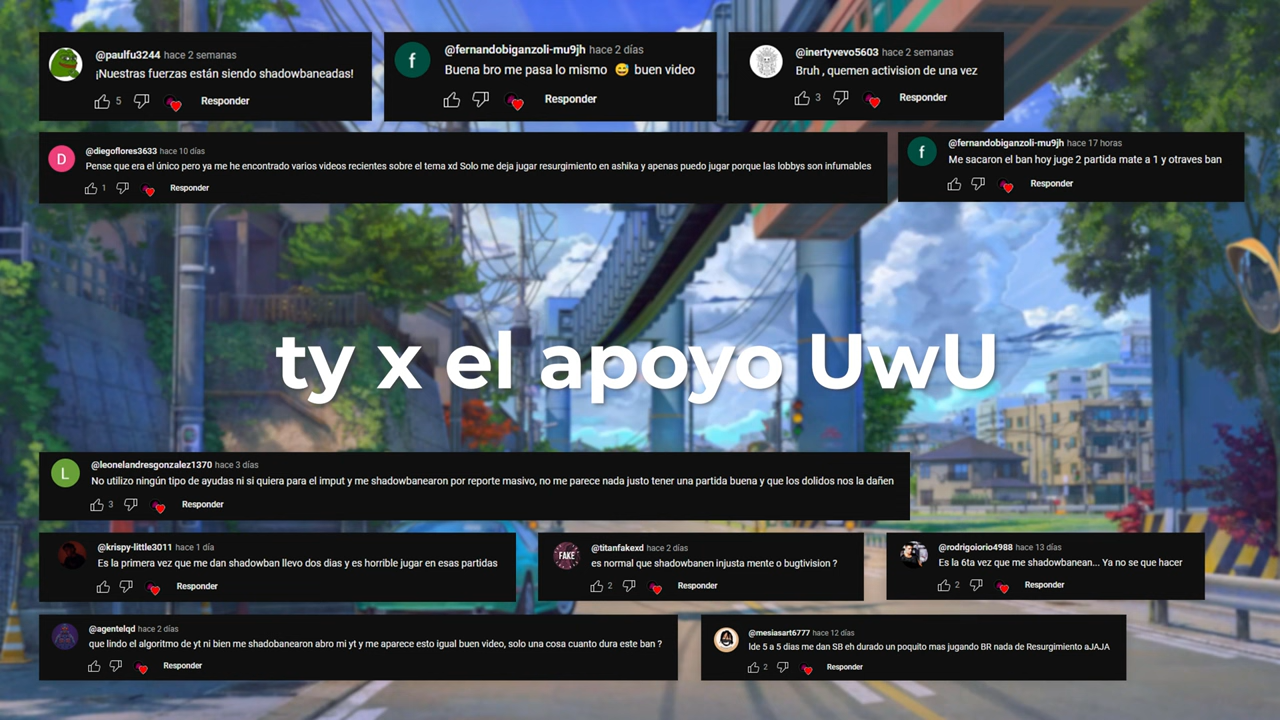 @paulfu3244 hace 2 semanas
¡Nuestras fuerzas están siendo shadowbaneadas!
5 Responder
f
@fernandobiganzoli-mu9jh hace 2 días
Buena bro me pasa lo mismo 😅 buen video
Responder
@inertyvevo5603 hace 2 semanas
Bruh , quemen activision de una vez
3 Responder
D
@diegoflores3633 hace 10 días
Pense que era el único pero ya me he encontrado varios videos recientes sobre el tema xd Solo me deja jugar resurgimiento en ashika y apenas puedo jugar porque las lobbys son infumables
1 Responder
f
@fernandobiganzoli-mu9jh hace 17 horas
Me sacaron el ban hoy juge 2 partida mate a 1 y otraves ban
Responder
ty x el apoyo UwU
L
@leonelandresgonzalez1370 hace 3 días
No utilizo ningún tipo de ayudas ni si quiera para el imput y me shadowbanearon por reporte masivo, no me parece nada justo tener una partida buena y que los dolidos nos la dañen
3 Responder
@krispy-little3011 hace 1 día
Es la primera vez que me dan shadowban llevo dos dias y es horrible jugar en esas partidas
Responder
FAKE
@titanfakexd hace 2 días
es normal que shadowbanen injusta mente o bugtivision ?
2 Responder
@rodrigoiorio4988 hace 13 días
Es la 6ta vez que me shadowbanean... Ya no se que hacer
2 Responder
@agentelqd hace 2 días
que lindo el algoritmo de yt ni bien me shadobanearon abro mi yt y me aparece esto igual buen video, solo una cosa cuanto dura este ban ?
Responder
@mesiasart6777 hace 12 días
Ide 5 a 5 dias me dan SB eh durado un poquito mas jugando BR nada de Resurgimiento aJAJA
2 Responder